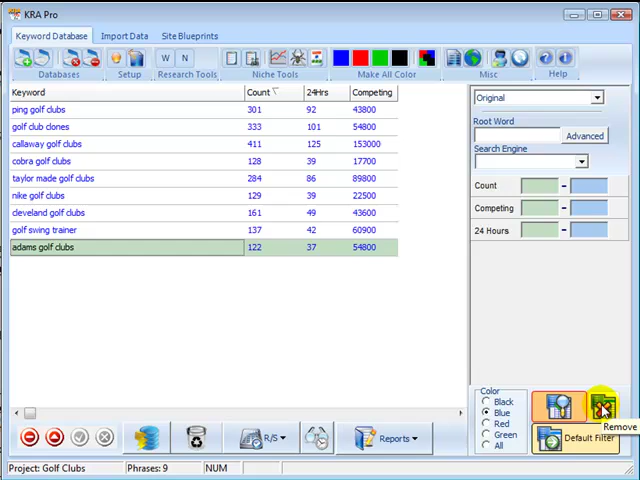 KRA Pro
Keyword Database Import Data Site Blueprints
W N
Databases Setup Research Tools Niche Tools Make All Color Misc Help
Keyword Count 24Hrs Competing
ping golf clubs 301 92 43800
golf club clones 333 101 54800
callaway golf clubs 411 125 153000
cobra golf clubs 128 39 17700
taylor made golf clubs 284 86 89800
nike golf clubs 129 39 22500
cleveland golf clubs 161 49 43600
golf swing trainer 137 42 60900
adams golf clubs 122 37 54800
Original
Root Word
Advanced
Search Engine
Count –
Competing –
24 Hours –
Color
Black
Blue
Red
Green
All
Remove
Default Filter
R/S
Reports
Project: Golf Clubs Phrases: 9 NUM